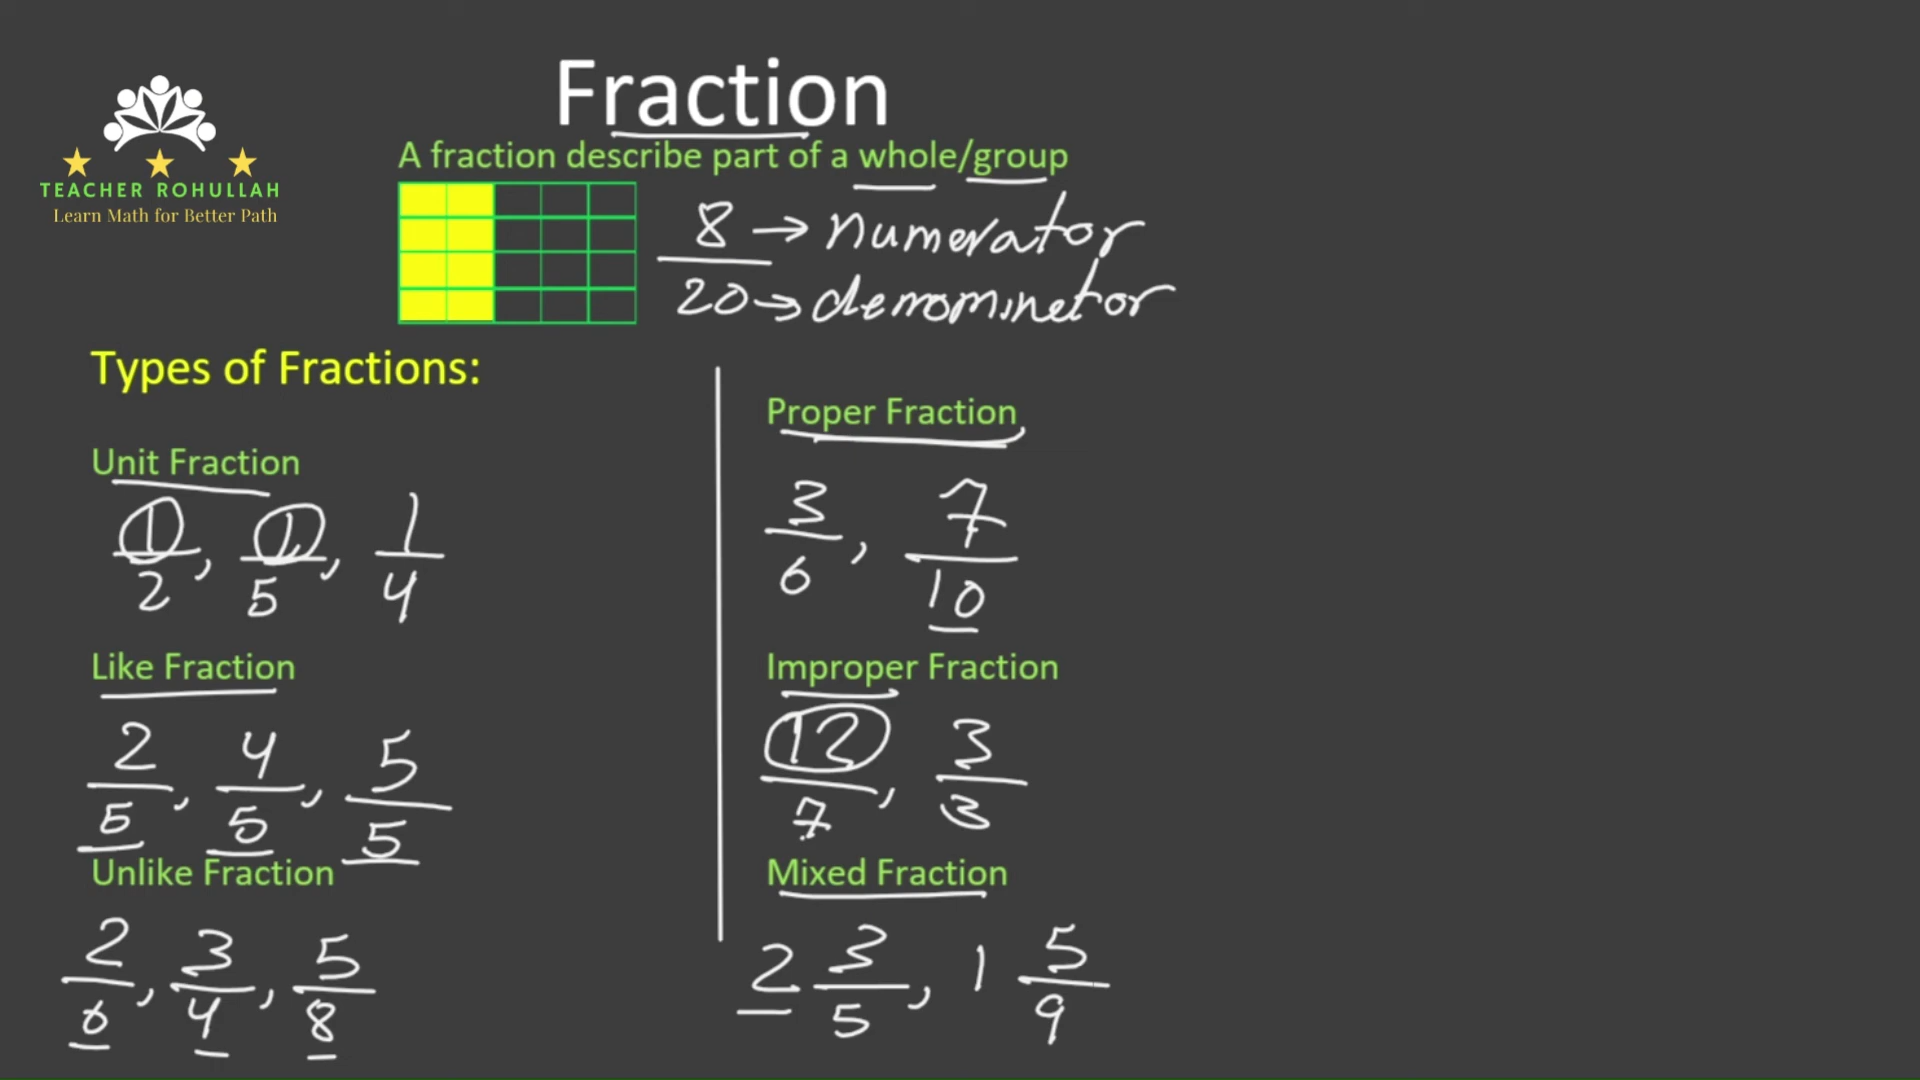 Fraction
TEACHER ROHULLAH
Learn Math for Better Path
A fraction describe part of a whole/group
8 → numerator
20 → denominetor
Types of Fractions:
Unit Fraction
1/2, 1/5, 1/4
Like Fraction
2/5, 4/5, 5/5
Unlike Fraction
2/6, 3/4, 5/8
Proper Fraction
3/6, 7/10
Improper Fraction
12/7, 3/3
Mixed Fraction
2 3/5, 1 5/9